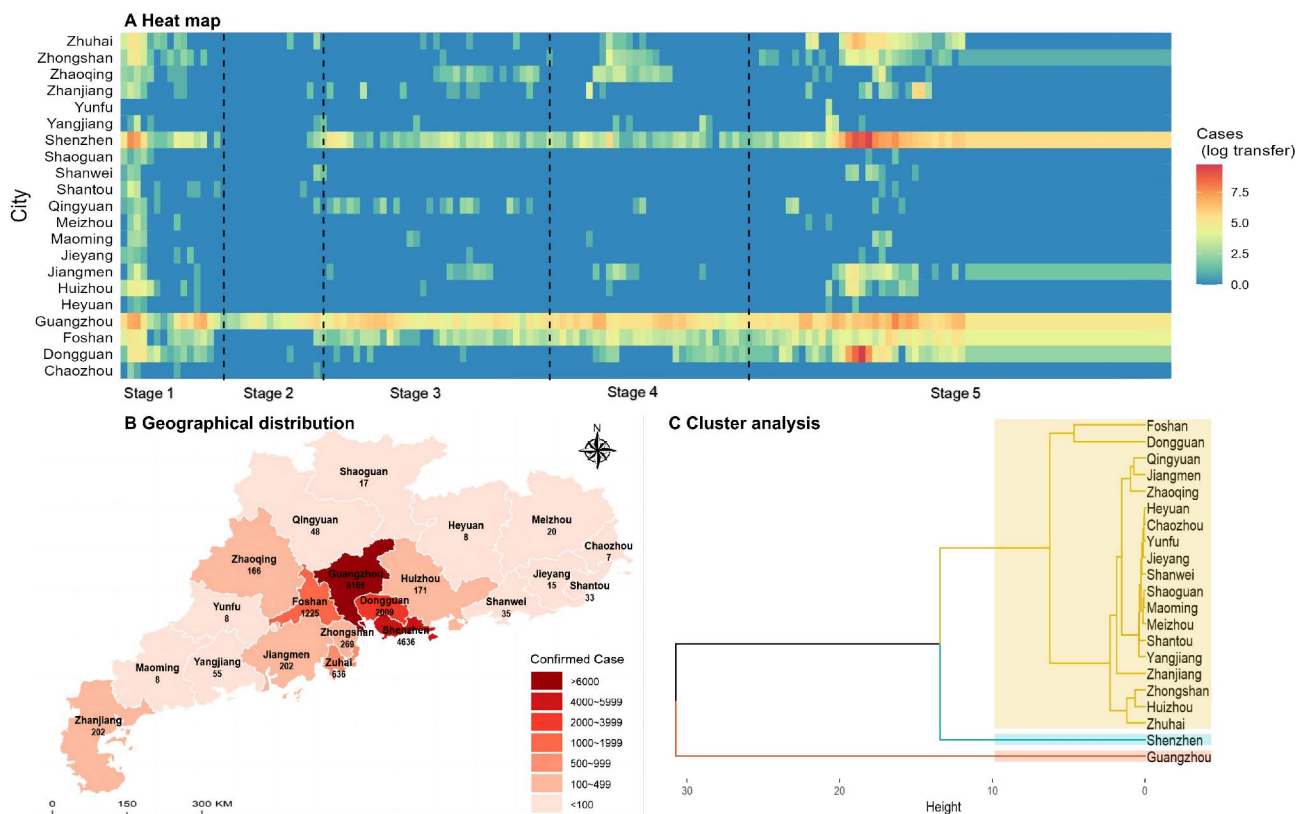 A Heat map
City
Zhuhai
Zhongshan
Zhaoqing
Zhanjiang
Yunfu
Yangjiang
Shenzhen
Shaoguan
Shanwei
Shantou
Qingyuan
Meizhou
Maoming
Jieyang
Jiangmen
Huizhou
Heyuan
Guangzhou
Foshan
Dongguan
Chaozhou
Stage 1 Stage 2 Stage 3 Stage 4 Stage 5
Cases
(log transfer)
7.5
5.0
2.5
0.0
B Geographical distribution
N
Shaoguan
17
Qingyuan
48
Heyuan
8
Meizhou
20
Chaozhou
7
Zhaoqing
166
Guangzhou
Huizhou
171
Jieyang
15
Shantou
33
Shanwei
35
Yunfu
8
Foshan
1225
Dongguan
Zhongshan
269
Shenzhen
4636
Jiangmen
202
Zuhai
636
Yangjiang
55
Maoming
8
Zhanjiang
202
Confirmed Case
>6000
4000~5999
2000~3999
1000~1999
500~999
100~499
<100
0 150 300 KM
C Cluster analysis
Foshan
Dongguan
Qingyuan
Jiangmen
Zhaoqing
Heyuan
Chaozhou
Yunfu
Jieyang
Shanwei
Shaoguan
Maoming
Meizhou
Shantou
Yangjiang
Zhanjiang
Zhongshan
Huizhou
Zhuhai
Shenzhen
Guangzhou
30 20 10 0
Height